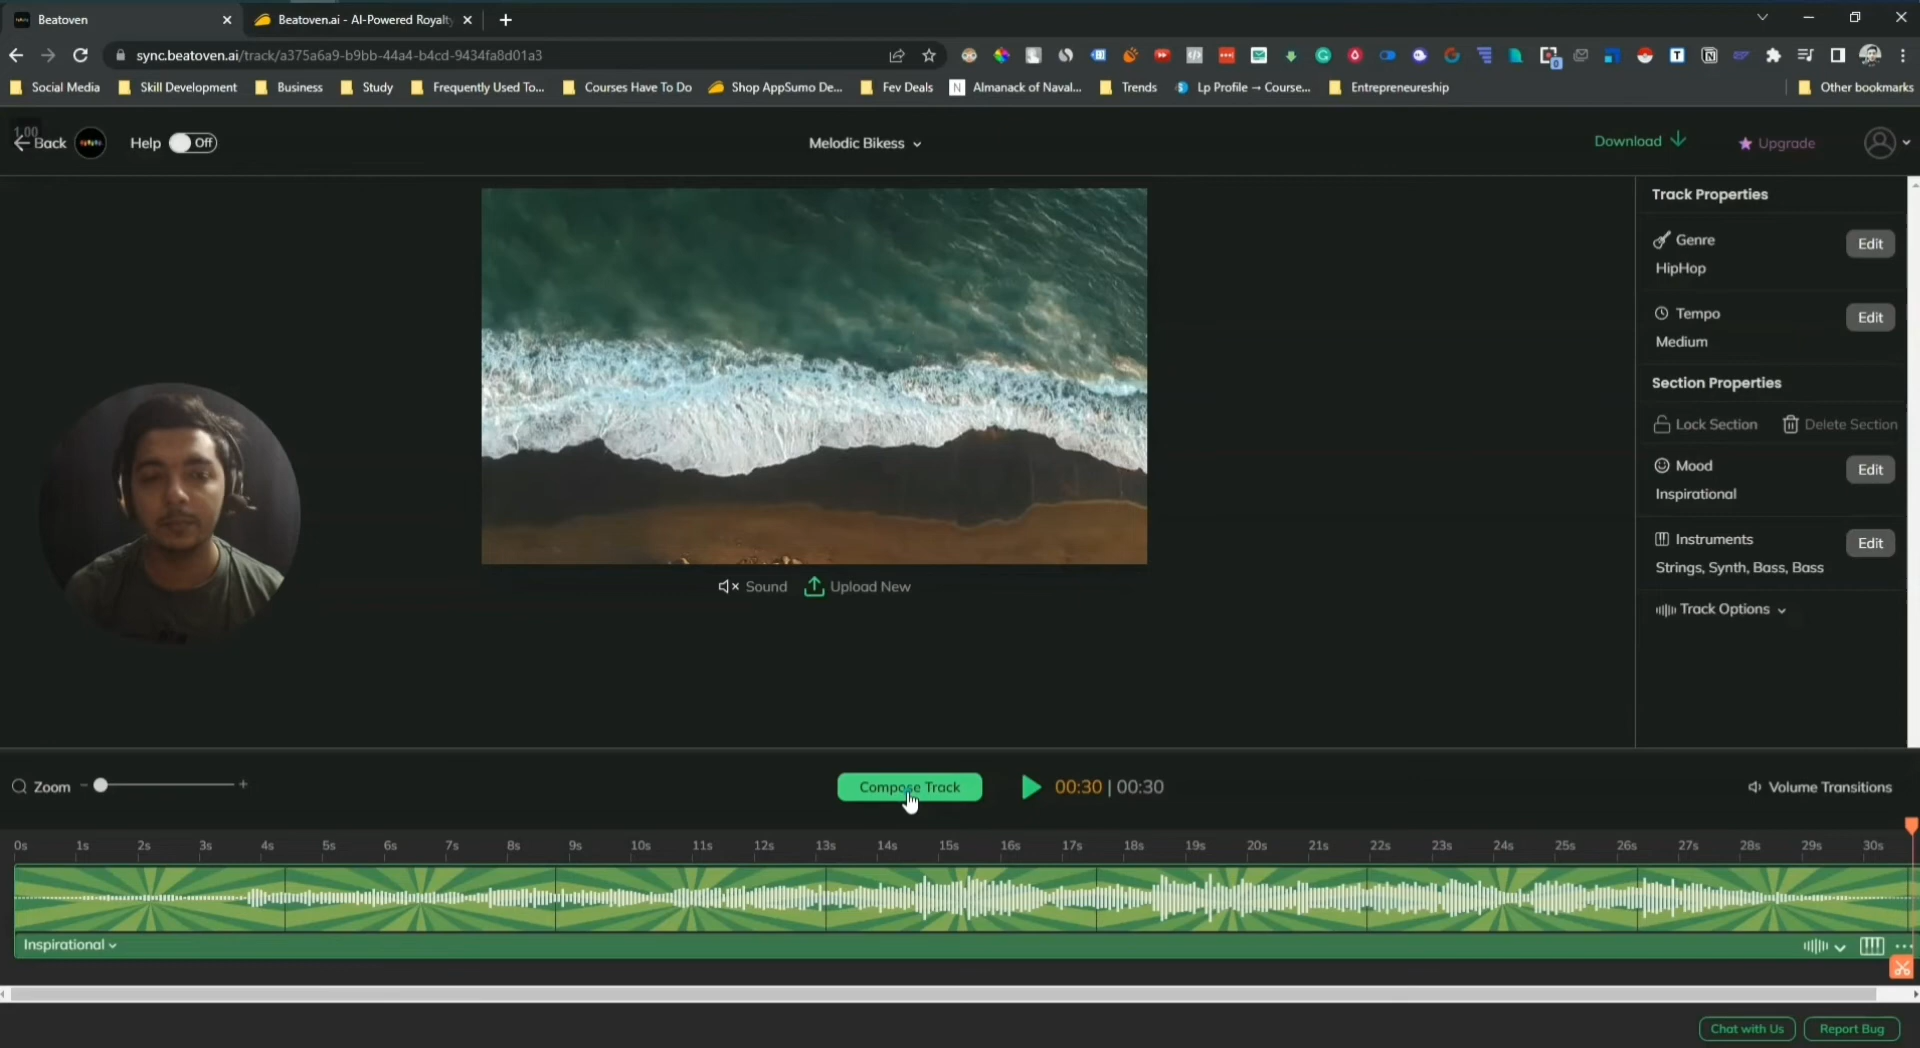 Beatoven
Beatoven.ai - AI-Powered Royalty
sync.beatoven.ai/track/a375a6a9-b9bb-44a4-b4cd-9434fa8d01a3
Social Media
Skill Development
Business
Study
Frequently Used To...
Courses Have To Do
Shop AppSumo De...
Fev Deals
Almanack of Naval...
Trends
Lp Profile → Course...
Entrepreneureship
Other bookmarks
1.00
Back
Help
Off
Melodic Bikess
Download
Upgrade
Track Properties
Genre
Edit
HipHop
Tempo
Edit
Medium
Section Properties
Lock Section
Delete Section
Mood
Edit
Inspirational
Instruments
Edit
Strings, Synth, Bass, Bass
Track Options
Sound
Upload New
Zoom
- +
Compose Track
00:30 | 00:30
Volume Transitions
0s 1s 2s 3s 4s 5s 6s 7s 8s 9s 10s 11s 12s 13s 14s 15s 16s 17s 18s 19s 20s 21s 22s 23s 24s 25s 26s 27s 28s 29s 30s
Inspirational
Chat with Us
Report Bug